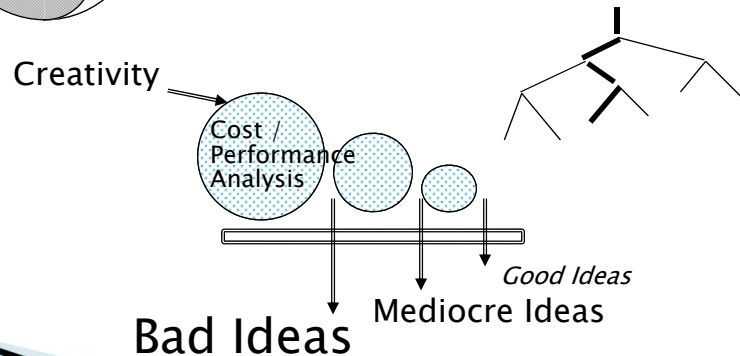 Creativity
Cost /
Performance
Analysis
Good Ideas
Mediocre Ideas
Bad Ideas